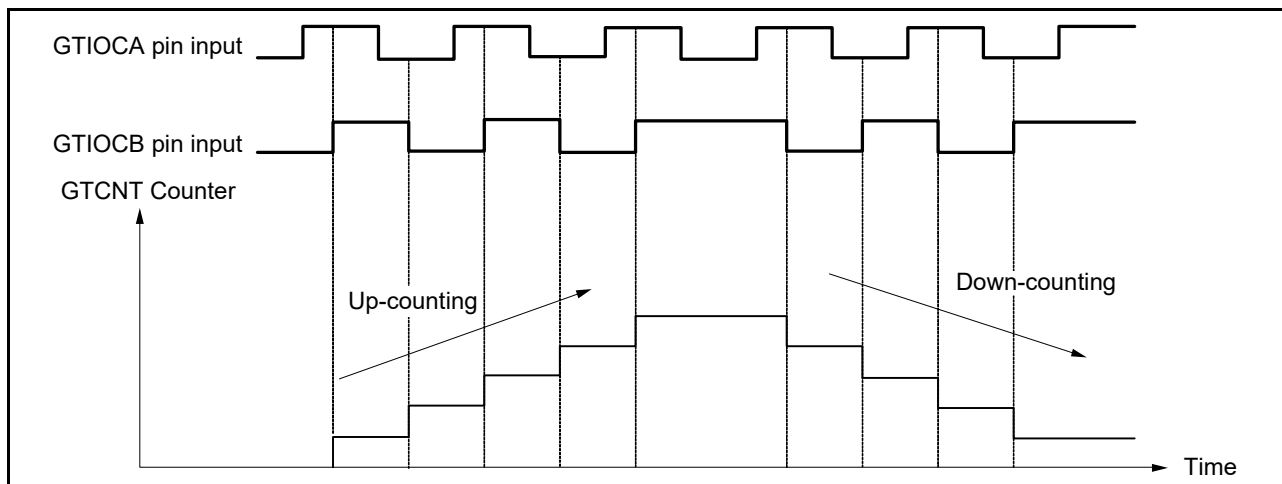 GTIOCA pin input
GTIOCB pin input
GTCNT Counter
Up-counting
Down-counting
Time